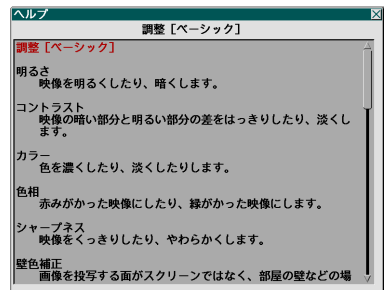 ヘルプ
調整 [ベーシック]
調整 [ベーシック]
明るさ
映像を明るくしたり、暗くします。
コントラスト
映像の暗い部分と明るい部分の差をはっきりしたり、淡くし
ます。
カラー
色を濃くしたり、淡くしたりします。
色相
赤みがかった映像にしたり、緑がかった映像にします。
シャープネス
映像をくっきりしたり、やわらかくします。
壁色補正
画像を投写する面がスクリーンではなく、部屋の壁などの場